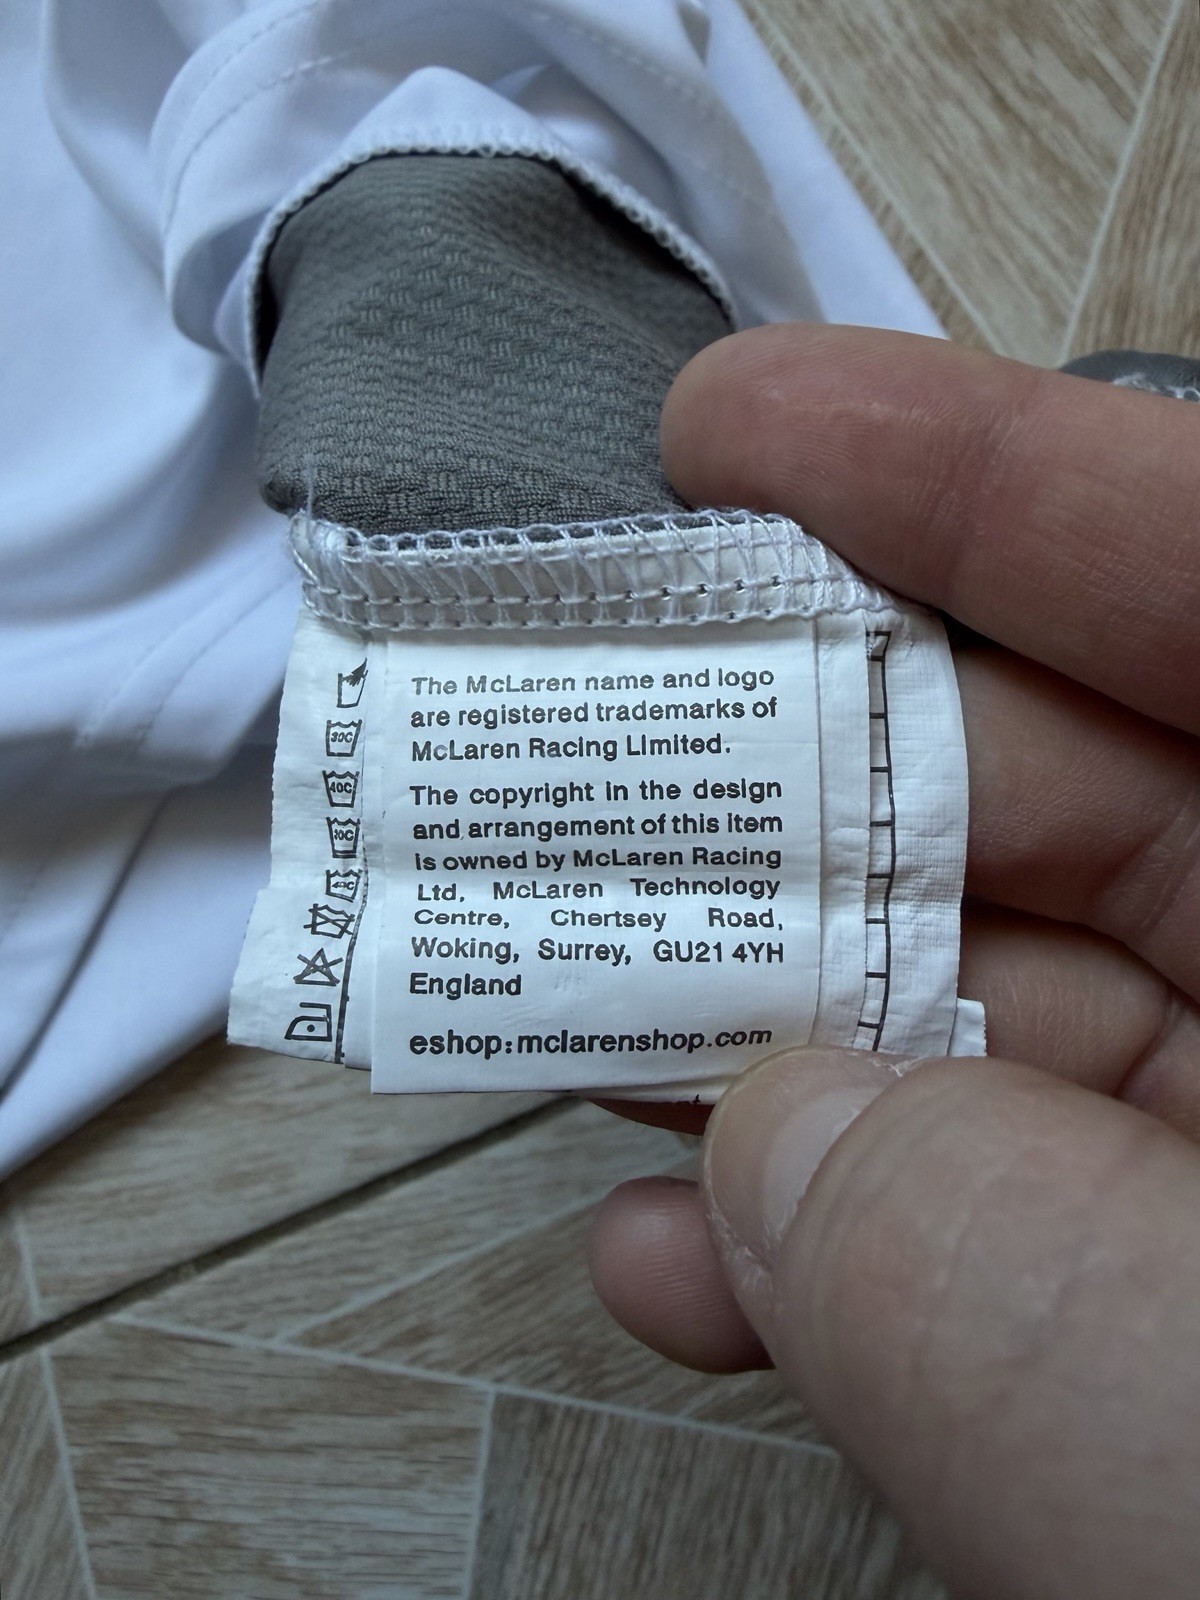 The McLaren name and logo
are registered trademarks of
McLaren Racing Limited.
The copyright in the design
and arrangement of this item
is owned by McLaren Racing
Ltd, McLaren Technology
Centre, Chertsey Road,
Woking, Surrey, GU21 4YH
England
eshop:mclarenshop.com
30C
40C